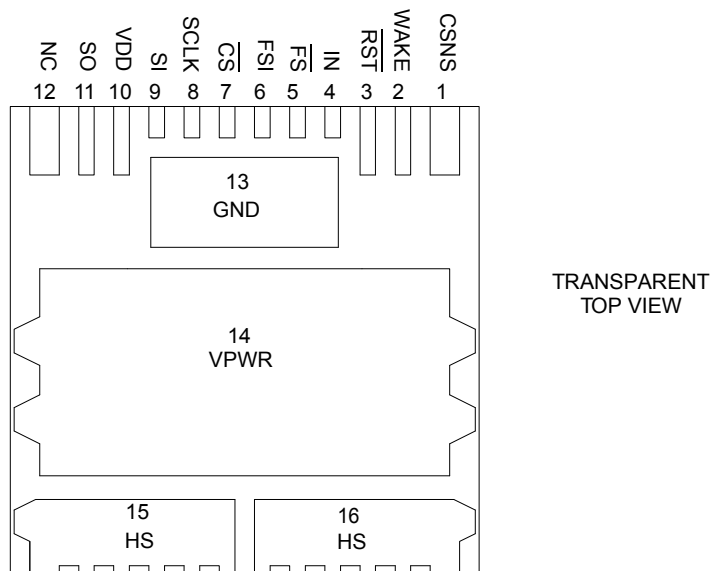 NC SO VDD SI SCLK CS FSI FS IN RST WAKE CSNS
12 11 10 9 8 7 6 5 4 3 2 1
13
GND
TRANSPARENT
TOP VIEW
14
VPWR
15
HS
16
HS